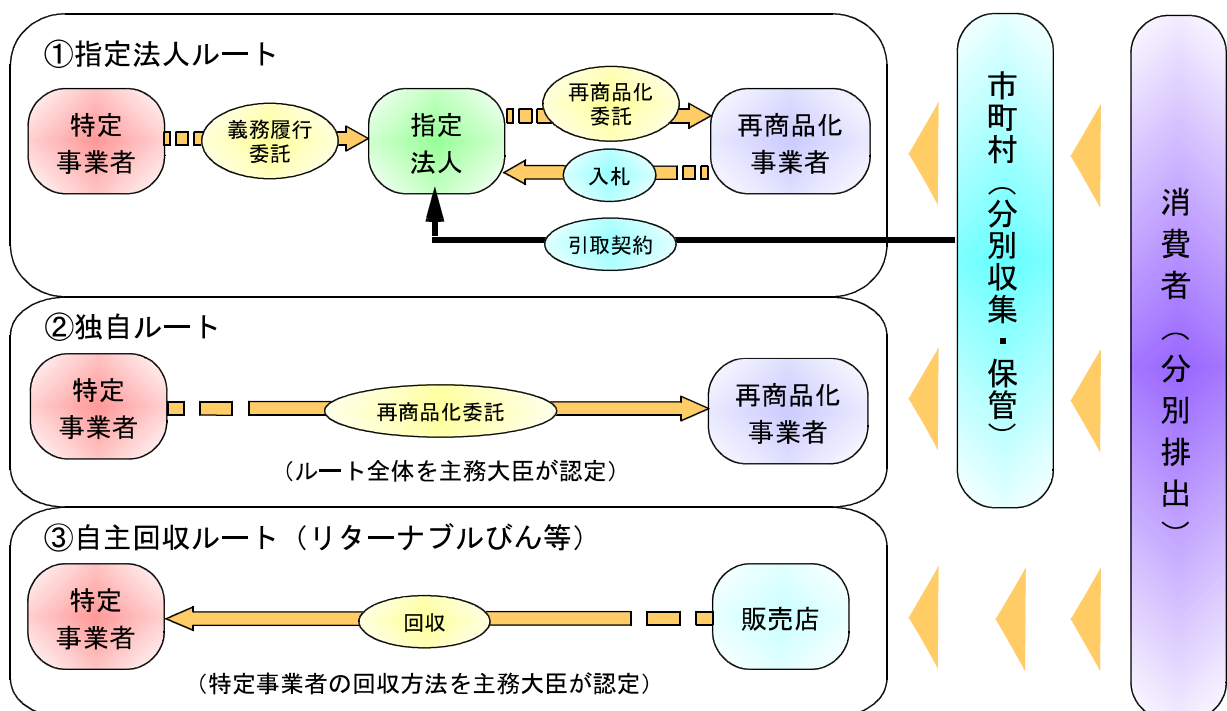 ①指定法人ルート
特定
事業者
義務履行
委託
指定
法人
再商品化
委託
入札
再商品化
事業者
引取契約
②独自ルート
特定
事業者
再商品化委託
再商品化
事業者
（ルート全体を主務大臣が認定）
③自主回収ルート（リターナブルびん等）
特定
事業者
回収
販売店
（特定事業者の回収方法を主務大臣が認定）
市町村（分別収集・保管）
消費者（分別排出）